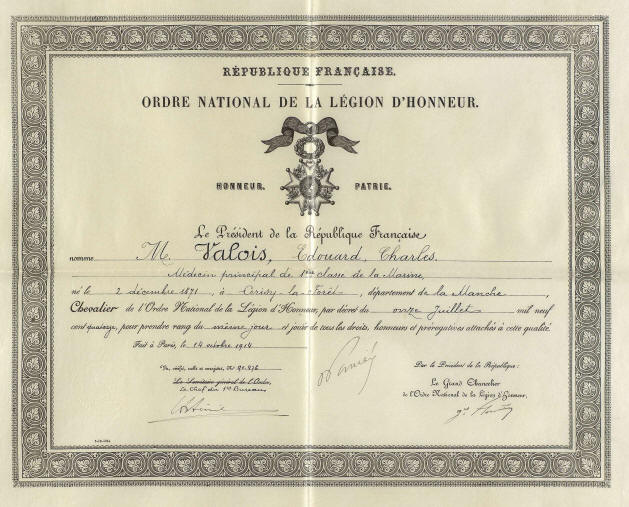 RÉPUBLIQUE FRANÇAISE.
ORDRE NATIONAL DE LA LÉGION D'HONNEUR.
HONNEUR. PATRIE.
Le Président de la République Française
nomme M. Valois, Edouard, Charles.
Médecin principal de 1ère classe de la Marine,
né le 2 décembre 1871, à Cerisy-la-Forêt, département de la Manche,
Chevalier de l'Ordre National de la Légion d'Honneur, par décret du onze Juillet mil neuf
cent quatorze, pour prendre rang du même jour et jouir de tous les droits, honneurs et prérogatives attachés à cette qualité.
Fait à Paris, le 14 octobre 1914
Vu, vérifié, scellé et enregistré, N°
Le Secrétaire général de l'Ordre,
Le Chef du 1er Bureau
Par le Président de la République :
Le Grand Chancelier
de l'Ordre National de la Légion d'Honneur,